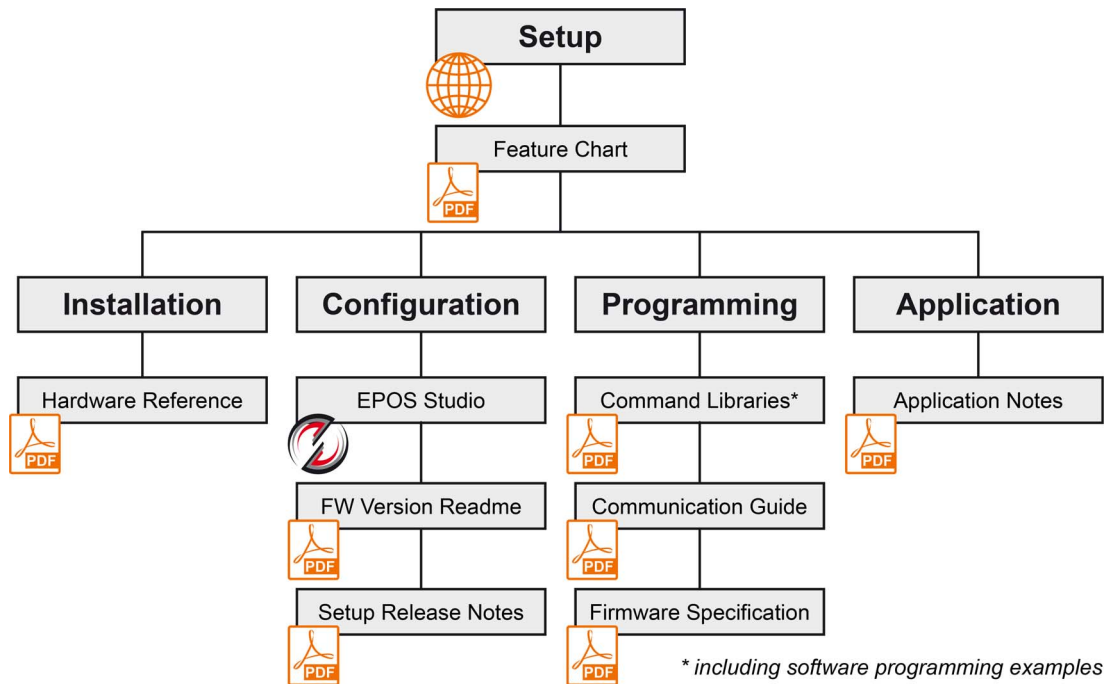 Setup
Feature Chart
PDF
Installation
Configuration
Programming
Application
Hardware Reference
EPOS Studio
Command Libraries*
Application Notes
PDF
PDF
PDF
FW Version Readme
Communication Guide
PDF
PDF
Setup Release Notes
Firmware Specification
PDF
PDF
* including software programming examples